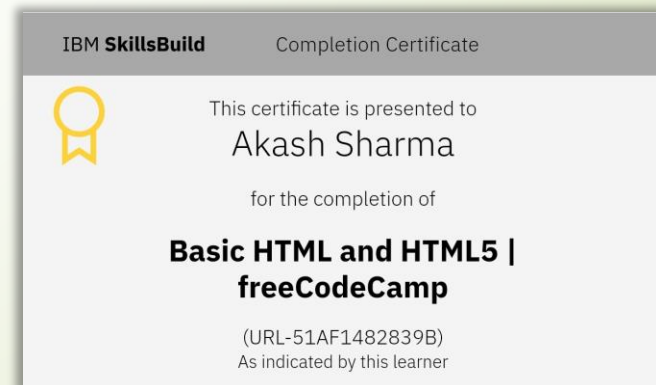 IBM SkillsBuild Completion Certificate
This certificate is presented to
Akash Sharma
for the completion of
Basic HTML and HTML5 |
freeCodeCamp
(URL-51AF1482839B)
As indicated by this learner